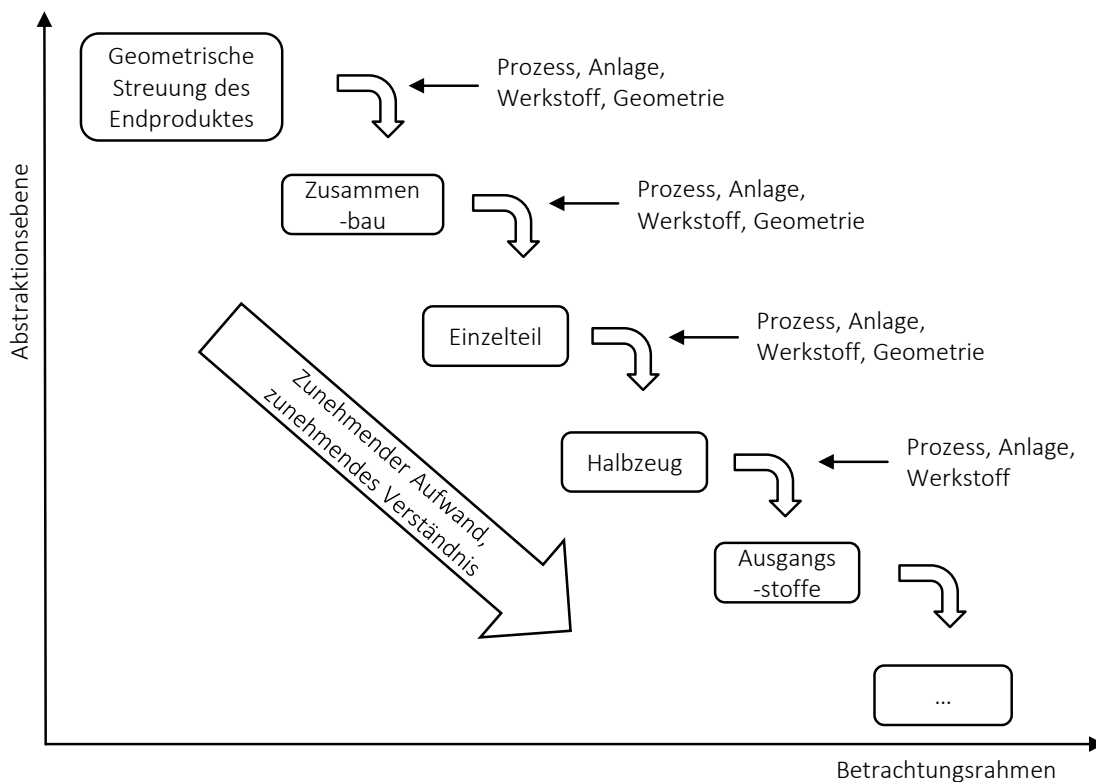 Geometrische
Streuung des
Endproduktes
Prozess, Anlage,
Werkstoff, Geometrie
Zusammen
-bau
Prozess, Anlage,
Werkstoff, Geometrie
Einzelteil
Prozess, Anlage,
Werkstoff, Geometrie
Halbzeug
Prozess, Anlage,
Werkstoff
Ausgangs
-stoffe
...
Zunehmender Aufwand,
zunehmendes Verständnis
Abstraktionsebene
Betrachtungsrahmen